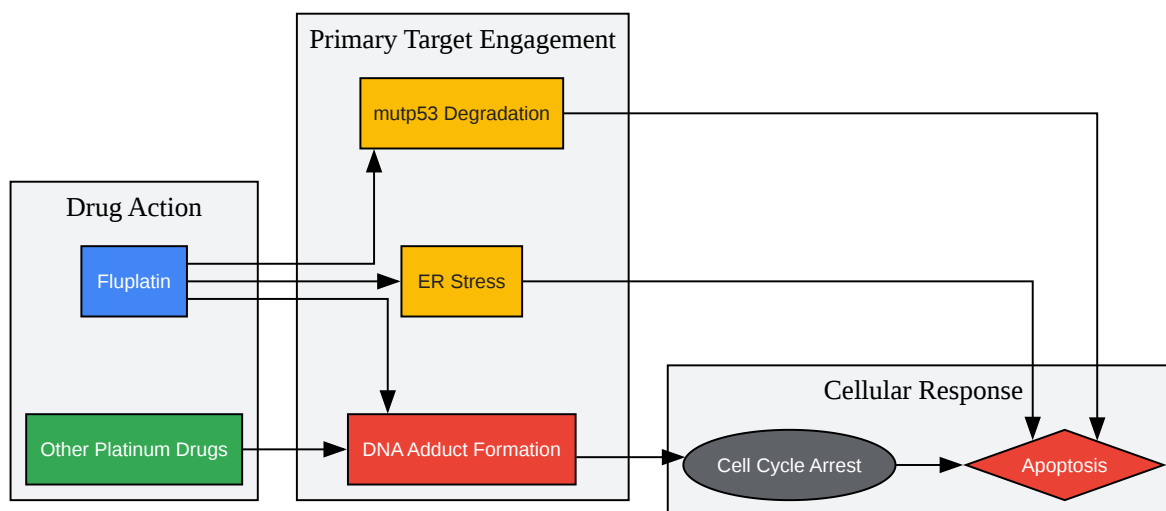 Primary Target Engagement
mutp53 Degradation
Drug Action
Fluplatin
ER Stress
Cellular Response
Other Platinum Drugs
DNA Adduct Formation
Cell Cycle Arrest
Apoptosis